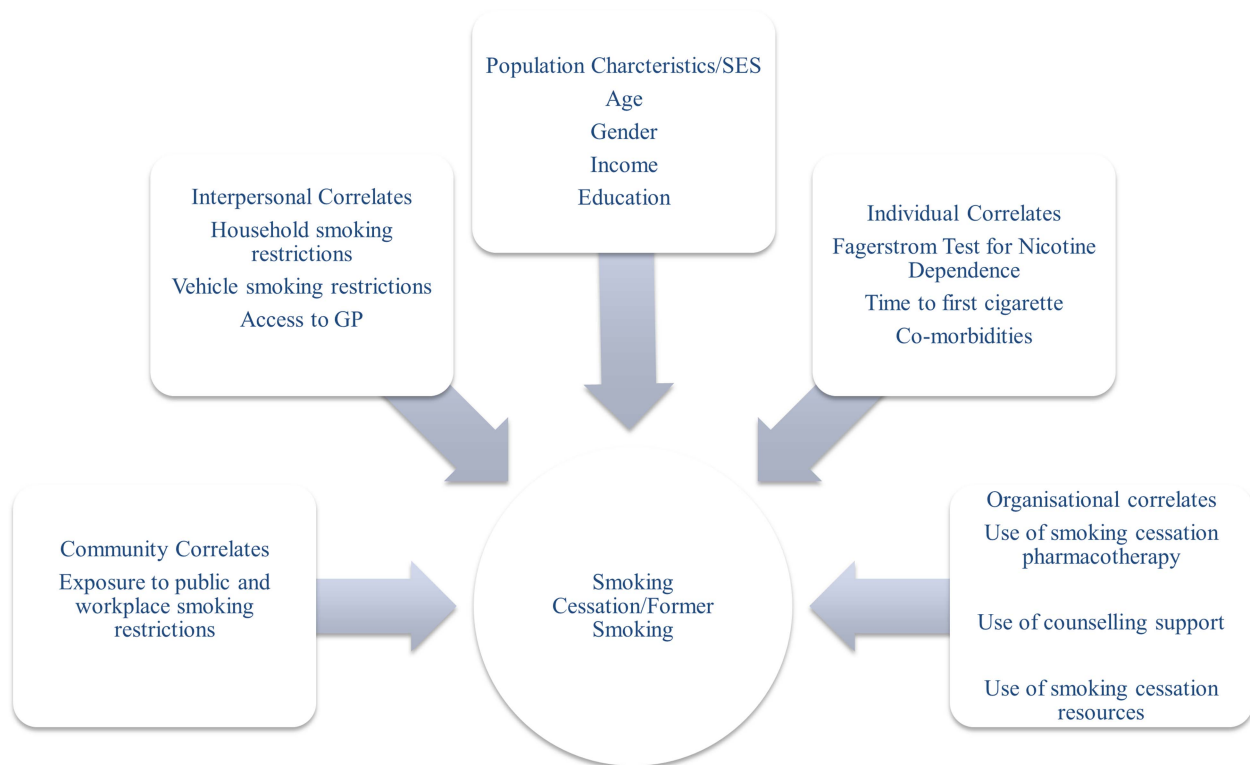 Population Charcteristics/SES
Age
Gender
Income
Education
Interpersonal Correlates
Household smoking
restrictions
Vehicle smoking restrictions
Access to GP
Individual Correlates
Fagerstrom Test for Nicotine
Dependence
Time to first cigarette
Co-morbidities
Community Correlates
Exposure to public and
workplace smoking
restrictions
Smoking
Cessation/Former
Smoking
Organisational correlates
Use of smoking cessation
pharmacotherapy
Use of counselling support
Use of smoking cessation
resources